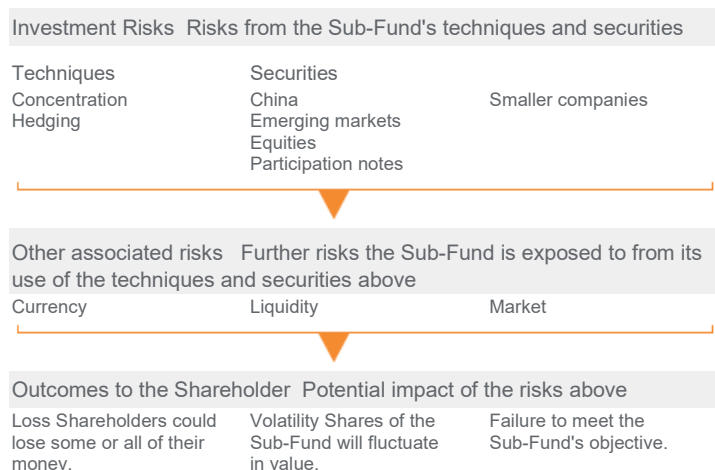 Investment Risks Risks from the Sub-Fund's techniques and securities
Techniques
Concentration
Hedging
Securities
China
Emerging markets
Equities
Participation notes
Smaller companies
Other associated risks Further risks the Sub-Fund is exposed to from its
use of the techniques and securities above
Currency
Liquidity
Market
Outcomes to the Shareholder Potential impact of the risks above
Loss Shareholders could
lose some or all of their
money.
Volatility Shares of the
Sub-Fund will fluctuate
in value.
Failure to meet the
Sub-Fund's objective.